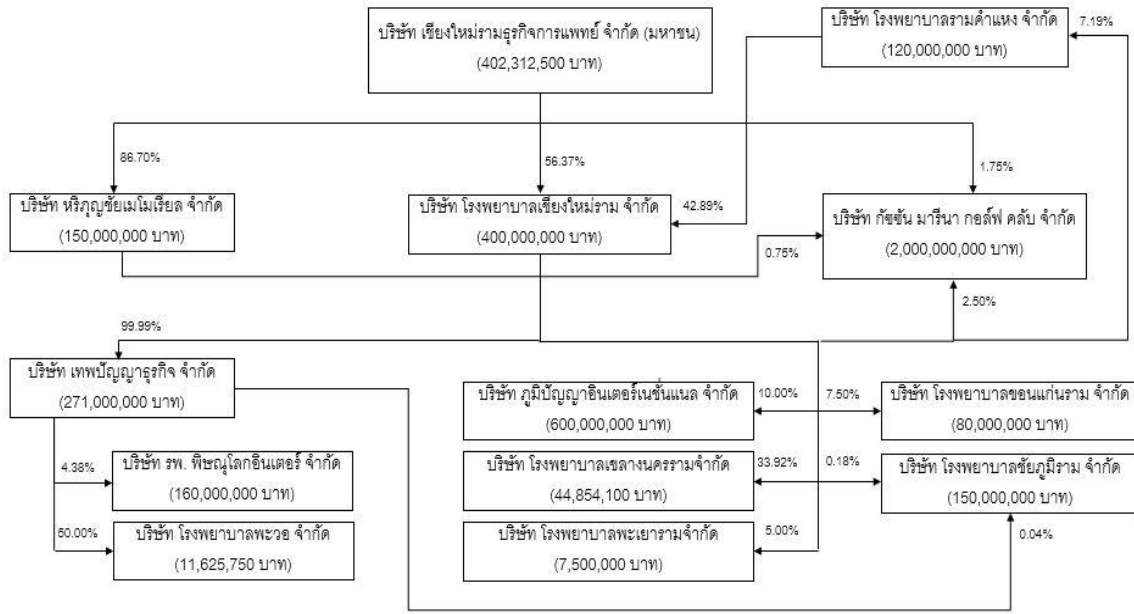 บริษัท เชียงใหม่รามธุรกิจการแพทย์ จำกัด (มหาชน)
(402,312,500 บาท)
บริษัท โรงพยาบาลรามคำแหง จำกัด
(120,000,000 บาท)
7.19%
86.70%
56.37%
1.75%
บริษัท หริภุญชัยเมโมเรียล จำกัด
(150,000,000 บาท)
บริษัท โรงพยาบาลเชียงใหม่ราม จำกัด
(400,000,000 บาท)
42.89%
บริษัท กัซซัน มารีนา กอล์ฟ คลับ จำกัด
(2,000,000,000 บาท)
0.75%
2.50%
99.99%
บริษัท เทพปัญญาธุรกิจ จำกัด
(271,000,000 บาท)
บริษัท ภูมิปัญญาอินเตอร์เนชั่นแนล จำกัด
(600,000,000 บาท)
10.00%
7.50%
บริษัท โรงพยาบาลขอนแก่นราม จำกัด
(80,000,000 บาท)
4.38%
บริษัท รพ. พิษณุโลกอินเตอร์ จำกัด
(160,000,000 บาท)
บริษัท โรงพยาบาลเขลางนครรามจำกัด
(44,854,100 บาท)
33.92%
0.18%
บริษัท โรงพยาบาลชัยภูมิราม จำกัด
(150,000,000 บาท)
50.00%
บริษัท โรงพยาบาลพะวอ จำกัด
(11,625,750 บาท)
บริษัท โรงพยาบาลพะเยารามจำกัด
(7,500,000 บาท)
5.00%
0.04%